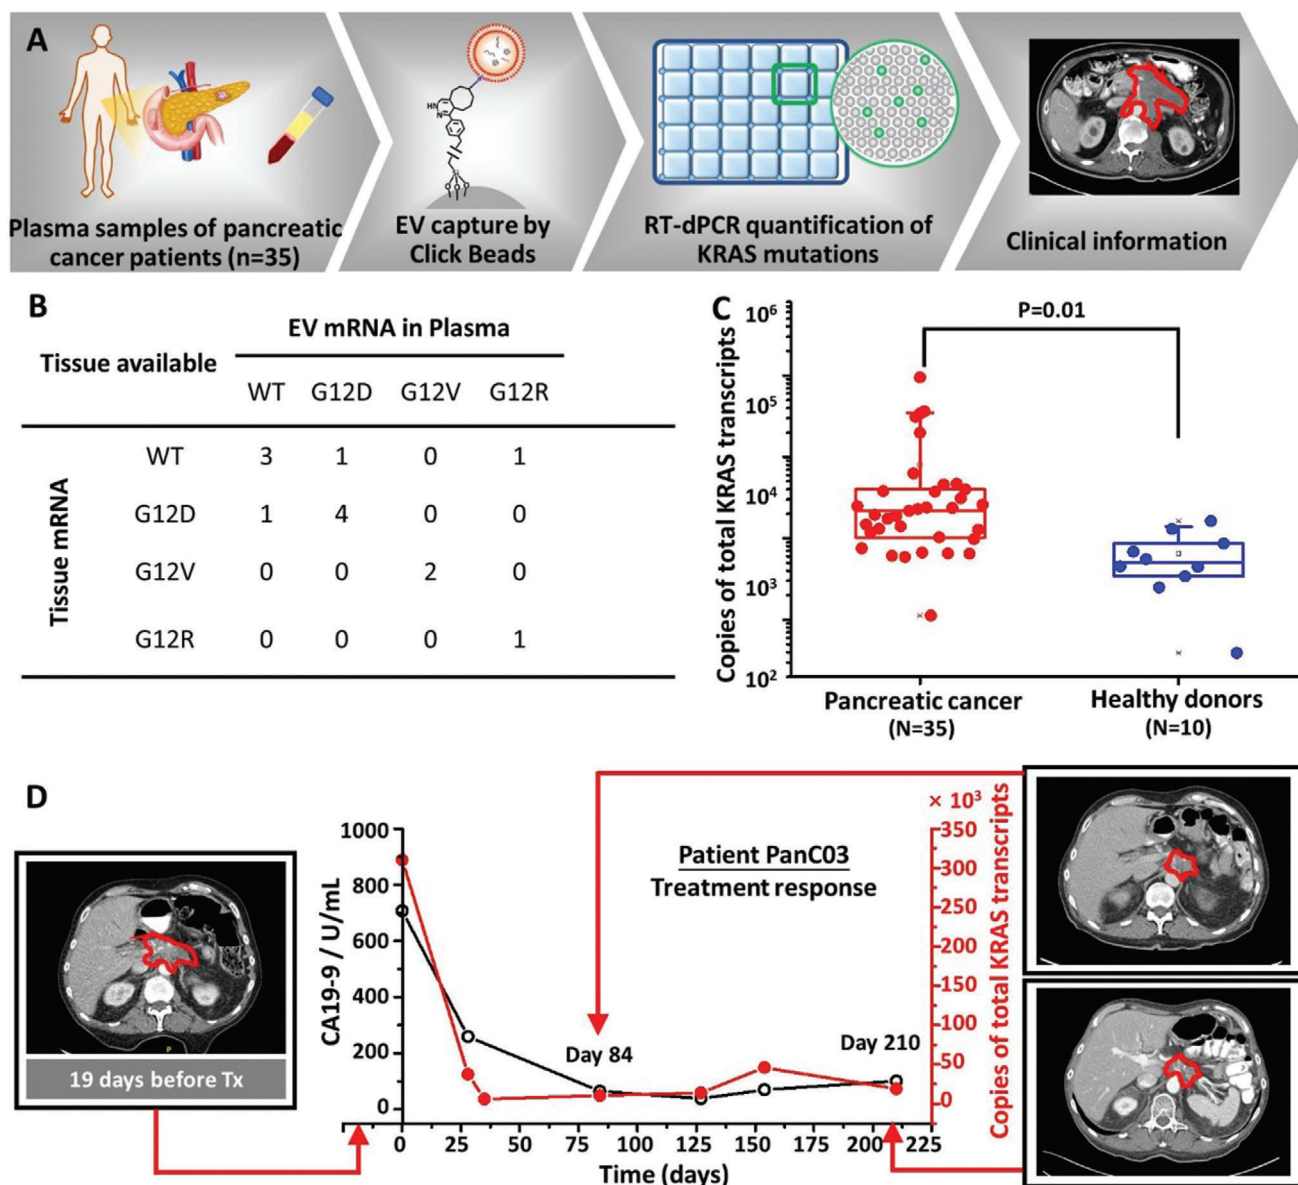 A
HN
N
Si
O O O
Plasma samples of pancreatic
cancer patients (n=35)
EV capture by
Click Beads
RT-dPCR quantification of
KRAS mutations
Clinical information
B
EV mRNA in Plasma
Tissue available
WT G12D G12V G12R
Tissue mRNA
WT 3 1 0 1
G12D 1 4 0 0
G12V 0 0 2 0
G12R 0 0 0 1
C
P=0.01
Copies of total KRAS transcripts
10⁶
10⁵
10⁴
10³
10²
Pancreatic cancer
(N=35)
Healthy donors
(N=10)
D
19 days before Tx
P
CA19-9 / U/mL
1000
800
600
400
200
0
Patient PanC03
Treatment response
Day 84
Day 210
0 25 50 75 100 125 150 175 200 225
Time (days)
× 10³
350
300
250
200
150
100
50
0
Copies of total KRAS transcripts